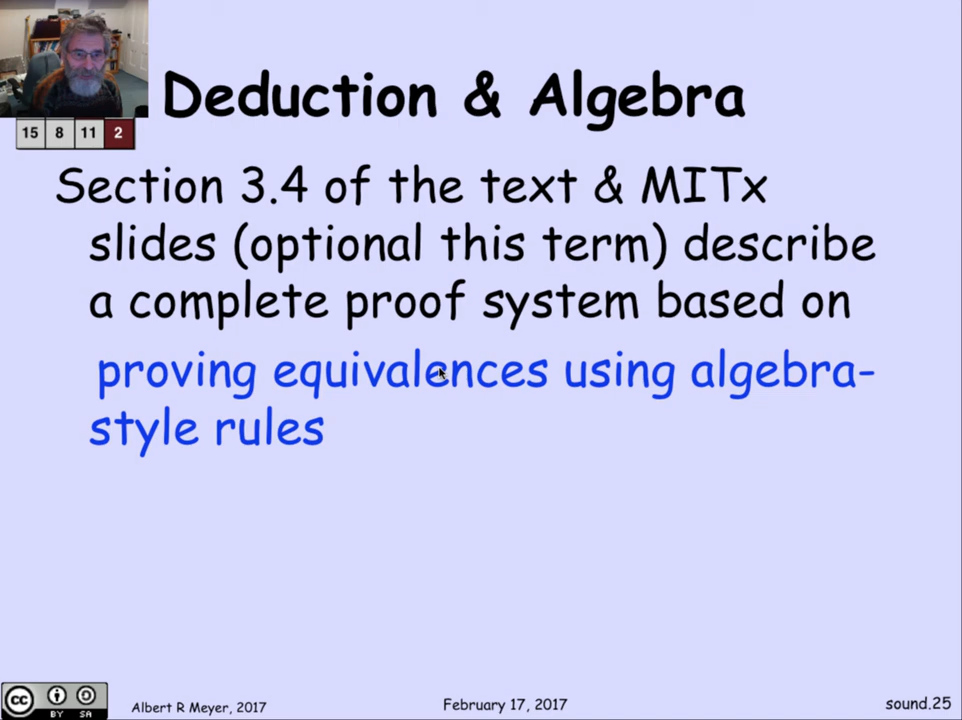 Deduction & Algebra
15 8 11 2
Section 3.4 of the text & MITx
slides (optional this term) describe
a complete proof system based on
proving equivalences using algebra-
style rules
cc BY SA
Albert R Meyer, 2017
February 17, 2017
sound.25